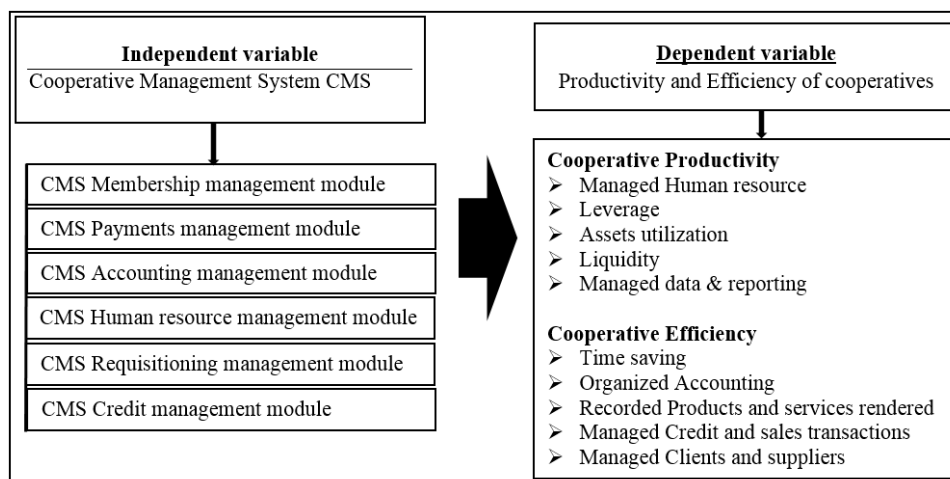 Independent variable
Cooperative Management System CMS
CMS Membership management module
CMS Payments management module
CMS Accounting management module
CMS Human resource management module
CMS Requisitioning management module
CMS Credit management module
Dependent variable
Productivity and Efficiency of cooperatives
Cooperative Productivity
➢ Managed Human resource
➢ Leverage
➢ Assets utilization
➢ Liquidity
➢ Managed data & reporting
Cooperative Efficiency
➢ Time saving
➢ Organized Accounting
➢ Recorded Products and services rendered
➢ Managed Credit and sales transactions
➢ Managed Clients and suppliers